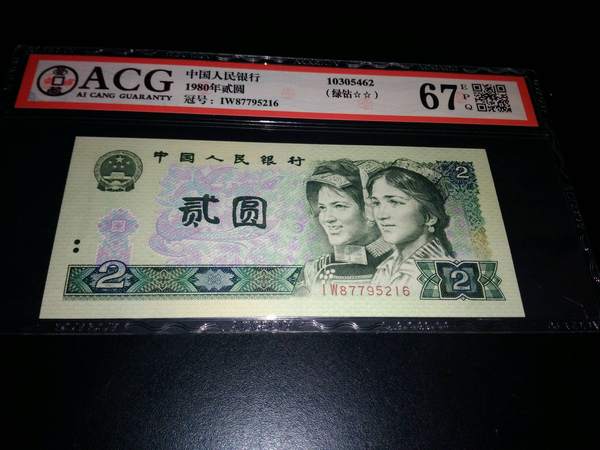 ACG
AI CANG GUARANTY
中国人民银行
1980年贰圆
冠号：IW87795216
10305462
（绿钻☆☆）
67 EPQ
中国人民银行
2
贰圆
2
2
IW87795216